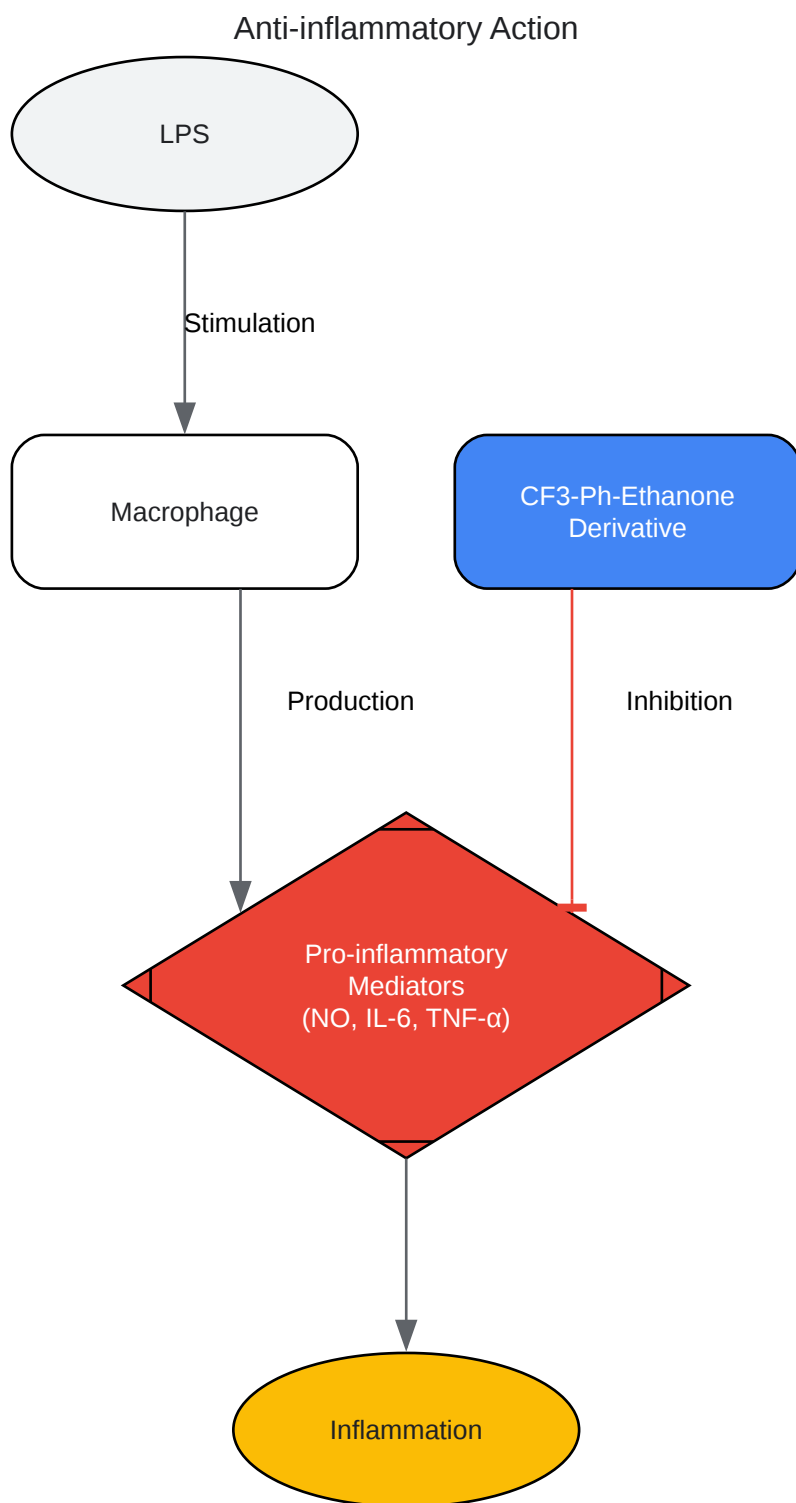 Anti-inflammatory Action
LPS
Stimulation
Macrophage
CF3-Ph-Ethanone
Derivative
Production
Inhibition
Pro-inflammatory
Mediators
(NO, IL-6, TNF-α)
Inflammation